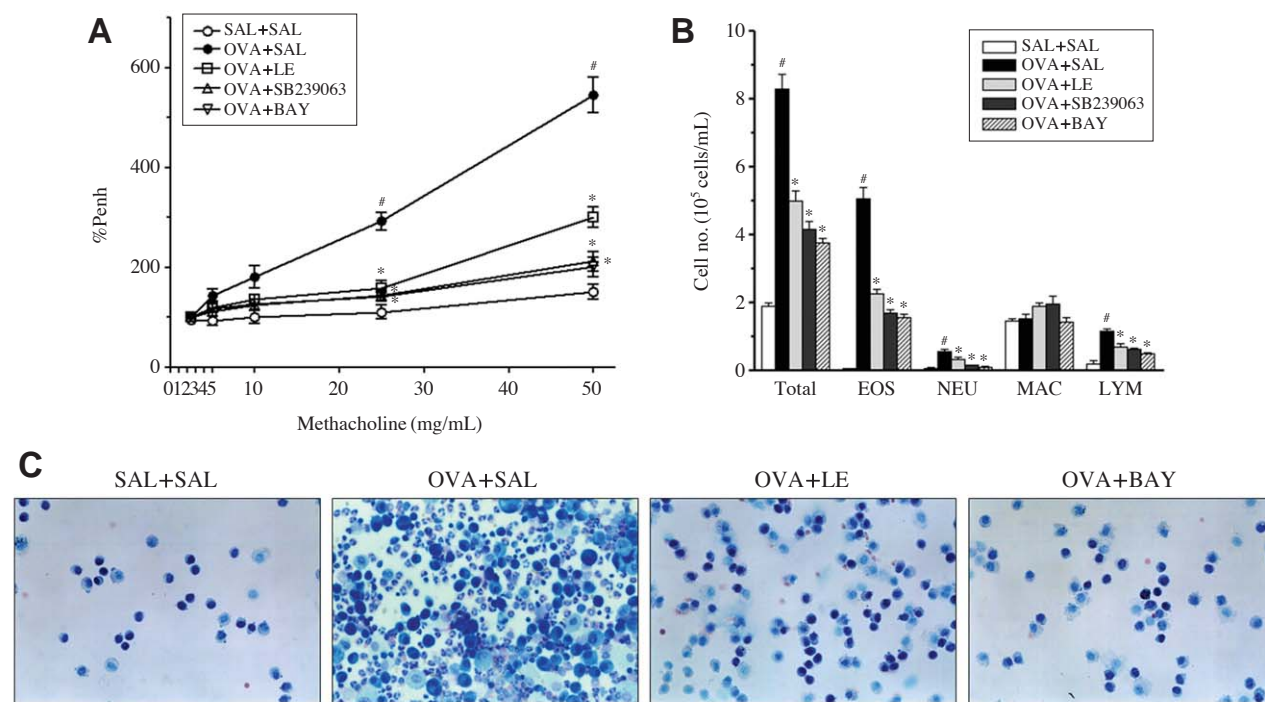 A
SAL+SAL
OVA+SAL
OVA+LE
OVA+SB239063
OVA+BAY
600
400
200
0
%Penh
#
#
*
*
*
*
*
*
012345 10 20 30 40 50
Methacholine (mg/mL)
B
SAL+SAL
OVA+SAL
OVA+LE
OVA+SB239063
OVA+BAY
10
8
6
4
2
0
Cell no. (10⁵ cells/mL)
#
*
*
*
#
*
*
*
#
*
* *
#
*
*
*
Total EOS NEU MAC LYM
C
SAL+SAL OVA+SAL OVA+LE OVA+BAY